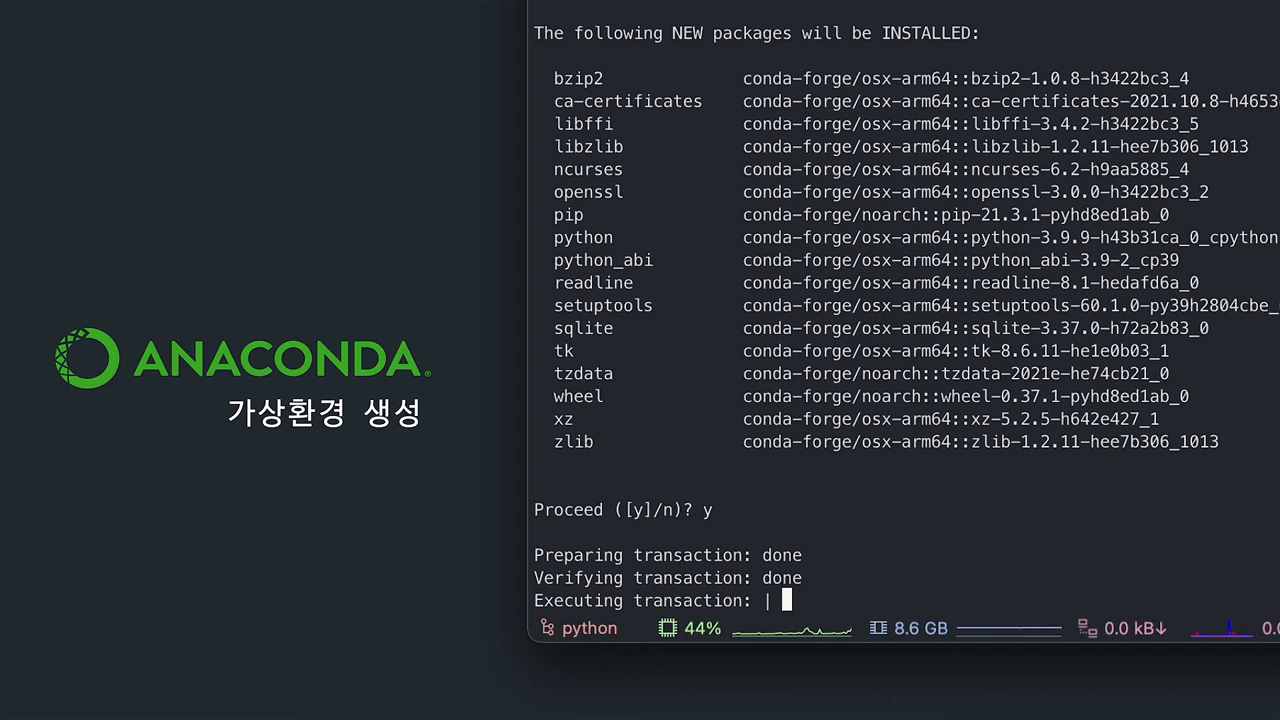 ANACONDA.
가상환경 생성
The following NEW packages will be INSTALLED:
bzip2 conda-forge/osx-arm64::bzip2-1.0.8-h3422bc3_4
ca-certificates conda-forge/osx-arm64::ca-certificates-2021.10.8-h4653
libffi conda-forge/osx-arm64::libffi-3.4.2-h3422bc3_5
libzlib conda-forge/osx-arm64::libzlib-1.2.11-hee7b306_1013
ncurses conda-forge/osx-arm64::ncurses-6.2-h9aa5885_4
openssl conda-forge/osx-arm64::openssl-3.0.0-h3422bc3_2
pip conda-forge/noarch::pip-21.3.1-pyhd8ed1ab_0
python conda-forge/osx-arm64::python-3.9.9-h43b31ca_0_cpython
python_abi conda-forge/osx-arm64::python_abi-3.9-2_cp39
readline conda-forge/osx-arm64::readline-8.1-hedafd6a_0
setuptools conda-forge/osx-arm64::setuptools-60.1.0-py39h2804cbe_
sqlite conda-forge/osx-arm64::sqlite-3.37.0-h72a2b83_0
tk conda-forge/osx-arm64::tk-8.6.11-he1e0b03_1
tzdata conda-forge/noarch::tzdata-2021e-he74cb21_0
wheel conda-forge/noarch::wheel-0.37.1-pyhd8ed1ab_0
xz conda-forge/osx-arm64::xz-5.2.5-h642e427_1
zlib conda-forge/osx-arm64::zlib-1.2.11-hee7b306_1013
Proceed ([y]/n)? y
Preparing transaction: done
Verifying transaction: done
Executing transaction: |
python 44% 8.6 GB 0.0 kB↓ 0.0